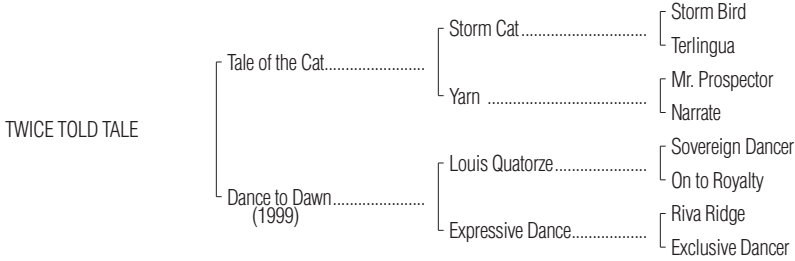 Storm Bird
Storm Cat..............................
Terlingua
Tale of the Cat........................
Mr. Prospector
Yarn ......................................
Narrate
TWICE TOLD TALE
Sovereign Dancer
Louis Quatorze......................
On to Royalty
Dance to Dawn......................
(1999)
Riva Ridge
Expressive Dance..................
Exclusive Dancer